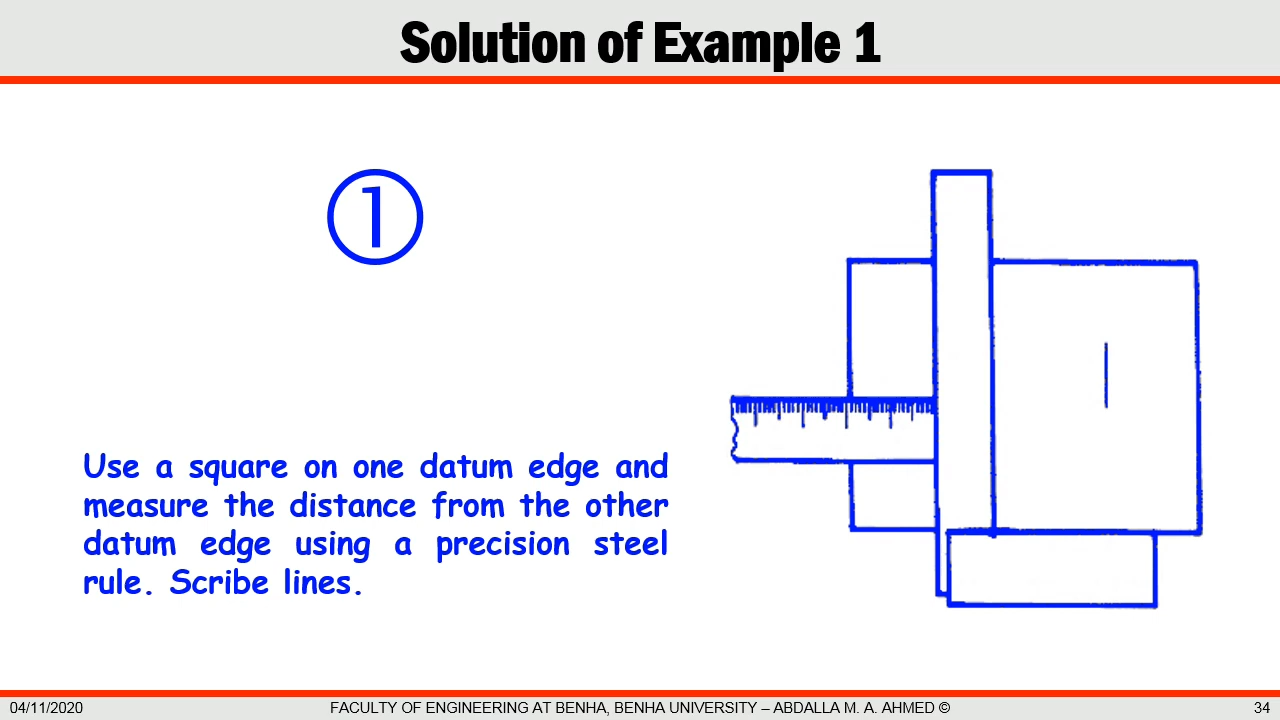 Solution of Example 1
①
Use a square on one datum edge and
measure the distance from the other
datum edge using a precision steel
rule. Scribe lines.
04/11/2020
FACULTY OF ENGINEERING AT BENHA, BENHA UNIVERSITY – ABDALLA M. A. AHMED ©
34